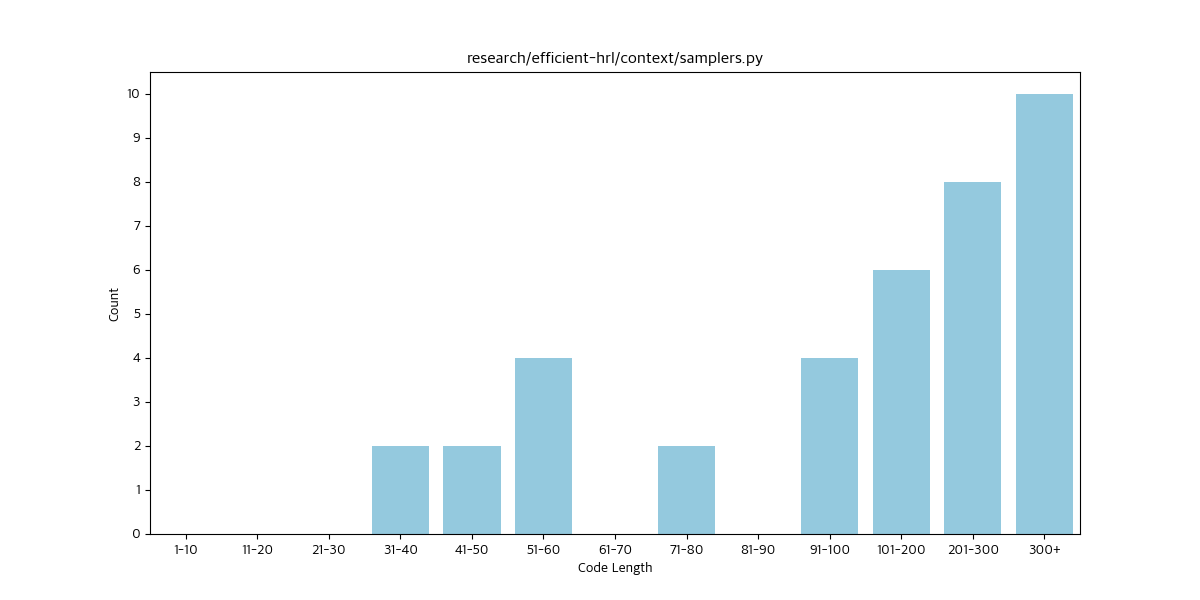 research/efficient-hrl/context/samplers.py
10
9
8
7
6
5
4
3
2
1
0
Count
1-10 11-20 21-30 31-40 41-50 51-60 61-70 71-80 81-90 91-100 101-200 201-300 300+
Code Length